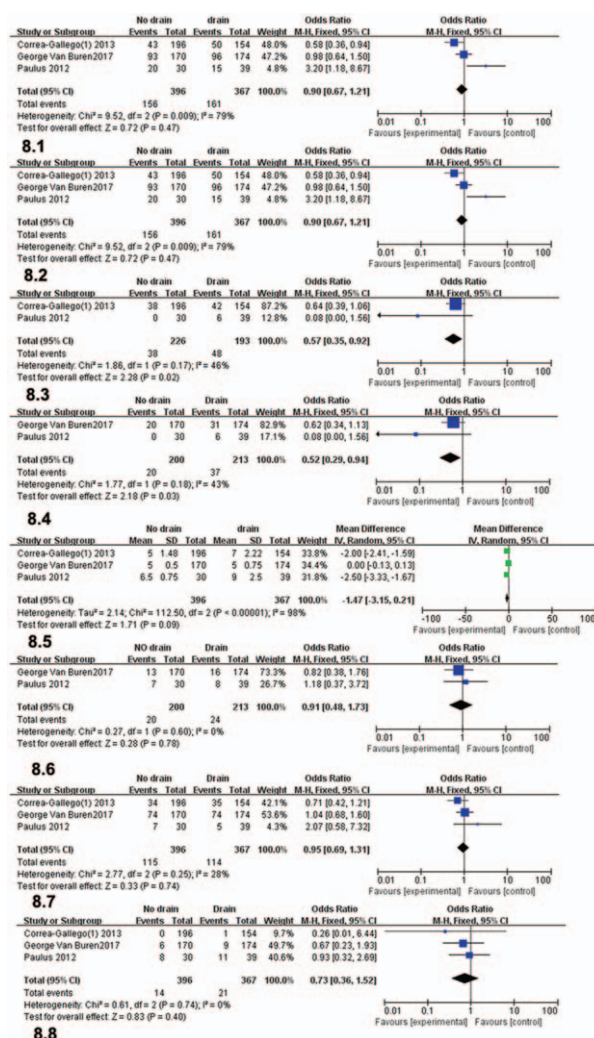 No drain drain Odds Ratio Odds Ratio
Study or Subgroup Events Total Events Total Weight M-H, Fixed, 95% CI M-H, Fixed, 95% CI
Correa-Gallego(1) 2013 43 196 50 154 48.0% 0.58 [0.36, 0.94]
George Van Buren2017 93 170 96 174 47.2% 0.98 [0.64, 1.50]
Paulus 2012 20 30 15 39 4.8% 3.20 [1.18, 8.67]
Total (95% CI) 396 367 100.0% 0.90 [0.67, 1.21]
Total events 156 161
Heterogeneity: Chi² = 9.52, df = 2 (P = 0.009); I² = 79%
Test for overall effect: Z = 0.72 (P = 0.47)
0.01 0.1 1 10 100
Favours [experimental] Favours [control]
8.1
No drain drain Odds Ratio Odds Ratio
Study or Subgroup Events Total Events Total Weight M-H, Fixed, 95% CI M-H, Fixed, 95% CI
Correa-Gallego(1) 2013 43 196 50 154 48.0% 0.58 [0.36, 0.94]
George Van Buren2017 93 170 96 174 47.2% 0.98 [0.64, 1.50]
Paulus 2012 20 30 15 39 4.8% 3.20 [1.18, 8.67]
Total (95% CI) 396 367 100.0% 0.90 [0.67, 1.21]
Total events 156 161
Heterogeneity: Chi² = 9.52, df = 2 (P = 0.009); I² = 79%
Test for overall effect: Z = 0.72 (P = 0.47)
0.01 0.1 1 10 100
Favours [experimental] Favours [control]
8.2
No drain Drain Odds Ratio Odds Ratio
Study or Subgroup Events Total Events Total Weight M-H, Fixed, 95% CI M-H, Fixed, 95% CI
Correa-Gallego(1) 2013 38 196 42 154 87.2% 0.64 [0.39, 1.06]
Paulus 2012 0 30 6 39 12.8% 0.08 [0.00, 1.56]
Total (95% CI) 226 193 100.0% 0.57 [0.35, 0.92]
Total events 38 48
Heterogeneity: Chi² = 1.86, df = 1 (P = 0.17); I² = 46%
Test for overall effect: Z = 2.28 (P = 0.02)
0.01 0.1 1 10 100
Favours [experimental] Favours [control]
8.3
No drain Drain Odds Ratio Odds Ratio
Study or Subgroup Events Total Events Total Weight M-H, Fixed, 95% CI M-H, Fixed, 95% CI
George Van Buren2017 20 170 31 174 82.9% 0.62 [0.34, 1.13]
Paulus 2012 0 30 6 39 17.1% 0.08 [0.00, 1.56]
Total (95% CI) 200 213 100.0% 0.52 [0.29, 0.94]
Total events 20 37
Heterogeneity: Chi² = 1.77, df = 1 (P = 0.18); I² = 43%
Test for overall effect: Z = 2.18 (P = 0.03)
0.01 0.1 1 10 100
Favours [experimental] Favours [control]
8.4
No drain drain Mean Difference Mean Difference
Study or Subgroup Mean SD Total Mean SD Total Weight IV, Random, 95% CI IV, Random, 95% CI
Correa-Gallego(1) 2013 5 1.48 196 7 2.22 154 33.8% -2.00 [-2.41, -1.59]
George Van Buren2017 5 0.5 170 5 0.75 174 34.4% 0.00 [-0.13, 0.13]
Paulus 2012 6.5 0.75 30 9 2.5 39 31.8% -2.50 [-3.33, -1.67]
Total (95% CI) 396 367 100.0% -1.47 [-3.15, 0.21]
Heterogeneity: Tau² = 2.14; Chi² = 112.50, df = 2 (P < 0.00001); I² = 98%
Test for overall effect: Z = 1.71 (P = 0.09)
-100 -50 0 50 100
Favours [experimental] Favours [control]
8.5
NO drain Drain Odds Ratio Odds Ratio
Study or Subgroup Events Total Events Total Weight M-H, Fixed, 95% CI M-H, Fixed, 95% CI
George Van Buren2017 13 170 16 174 73.3% 0.82 [0.38, 1.76]
Paulus 2012 7 30 8 39 26.7% 1.18 [0.37, 3.72]
Total (95% CI) 200 213 100.0% 0.91 [0.48, 1.73]
Total events 20 24
Heterogeneity: Chi² = 0.27, df = 1 (P = 0.60); I² = 0%
Test for overall effect: Z = 0.28 (P = 0.78)
0.01 0.1 1 10 100
Favours [experimental] Favours [control]
8.6
No drain Drain Odds Ratio Odds Ratio
Study or Subgroup Events Total Events Total Weight M-H, Fixed, 95% CI M-H, Fixed, 95% CI
Correa-Gallego(1) 2013 34 196 35 154 42.1% 0.71 [0.42, 1.21]
George Van Buren2017 74 170 74 174 53.6% 1.04 [0.68, 1.60]
Paulus 2012 7 30 5 39 4.3% 2.07 [0.58, 7.32]
Total (95% CI) 396 367 100.0% 0.95 [0.69, 1.31]
Total events 115 114
Heterogeneity: Chi² = 2.77, df = 2 (P = 0.25); I² = 28%
Test for overall effect: Z = 0.33 (P = 0.74)
0.01 0.1 1 10 100
Favours [experimental] Favours [control]
8.7
No drain Drain Odds Ratio Odds Ratio
Study or Subgroup Events Total Events Total Weight M-H, Fixed, 95% CI M-H, Fixed, 95% CI
Correa-Gallego(1) 2013 0 196 1 154 9.7% 0.26 [0.01, 6.44]
George Van Buren2017 6 170 9 174 49.7% 0.67 [0.23, 1.93]
Paulus 2012 8 30 11 39 40.6% 0.93 [0.32, 2.69]
Total (95% CI) 396 367 100.0% 0.73 [0.36, 1.52]
Total events 14 21
Heterogeneity: Chi² = 0.61, df = 2 (P = 0.74); I² = 0%
Test for overall effect: Z = 0.83 (P = 0.40)
0.01 0.1 1 10 100
Favours [experimental] Favours [control]
8.8